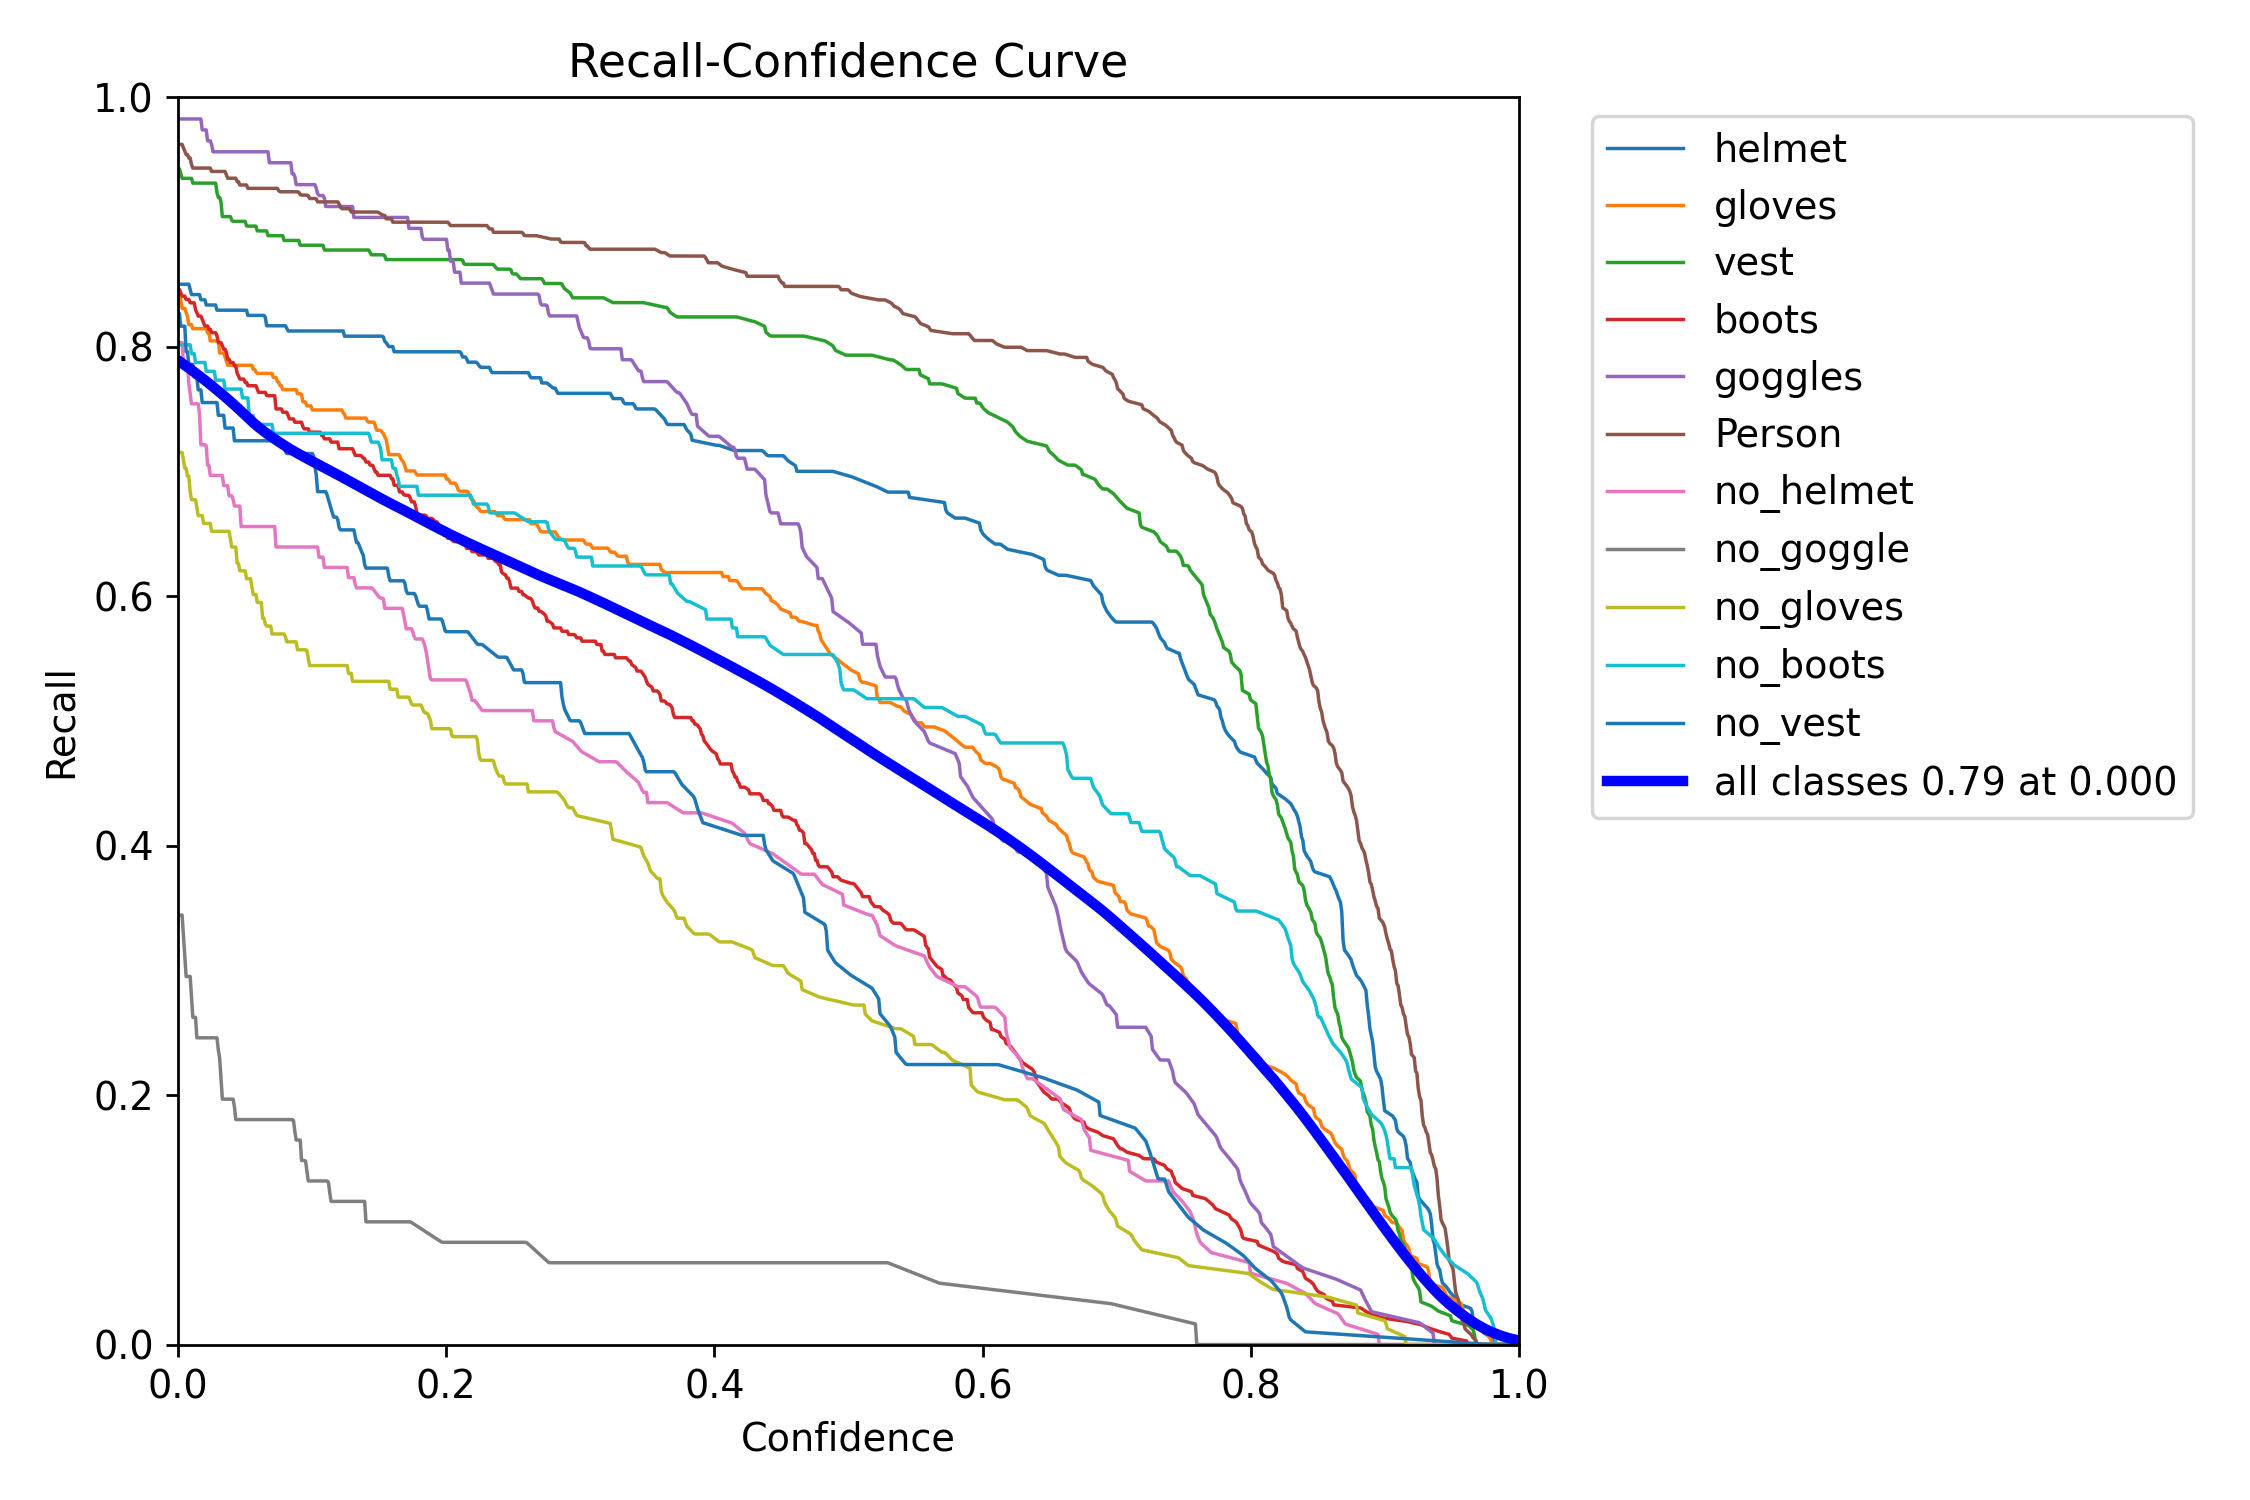 Recall-Confidence Curve
1.0
0.8
0.6
0.4
0.2
0.0
Recall
0.0 0.2 0.4 0.6 0.8 1.0
Confidence
helmet
gloves
vest
boots
goggles
Person
no_helmet
no_goggle
no_gloves
no_boots
no_vest
all classes 0.79 at 0.000